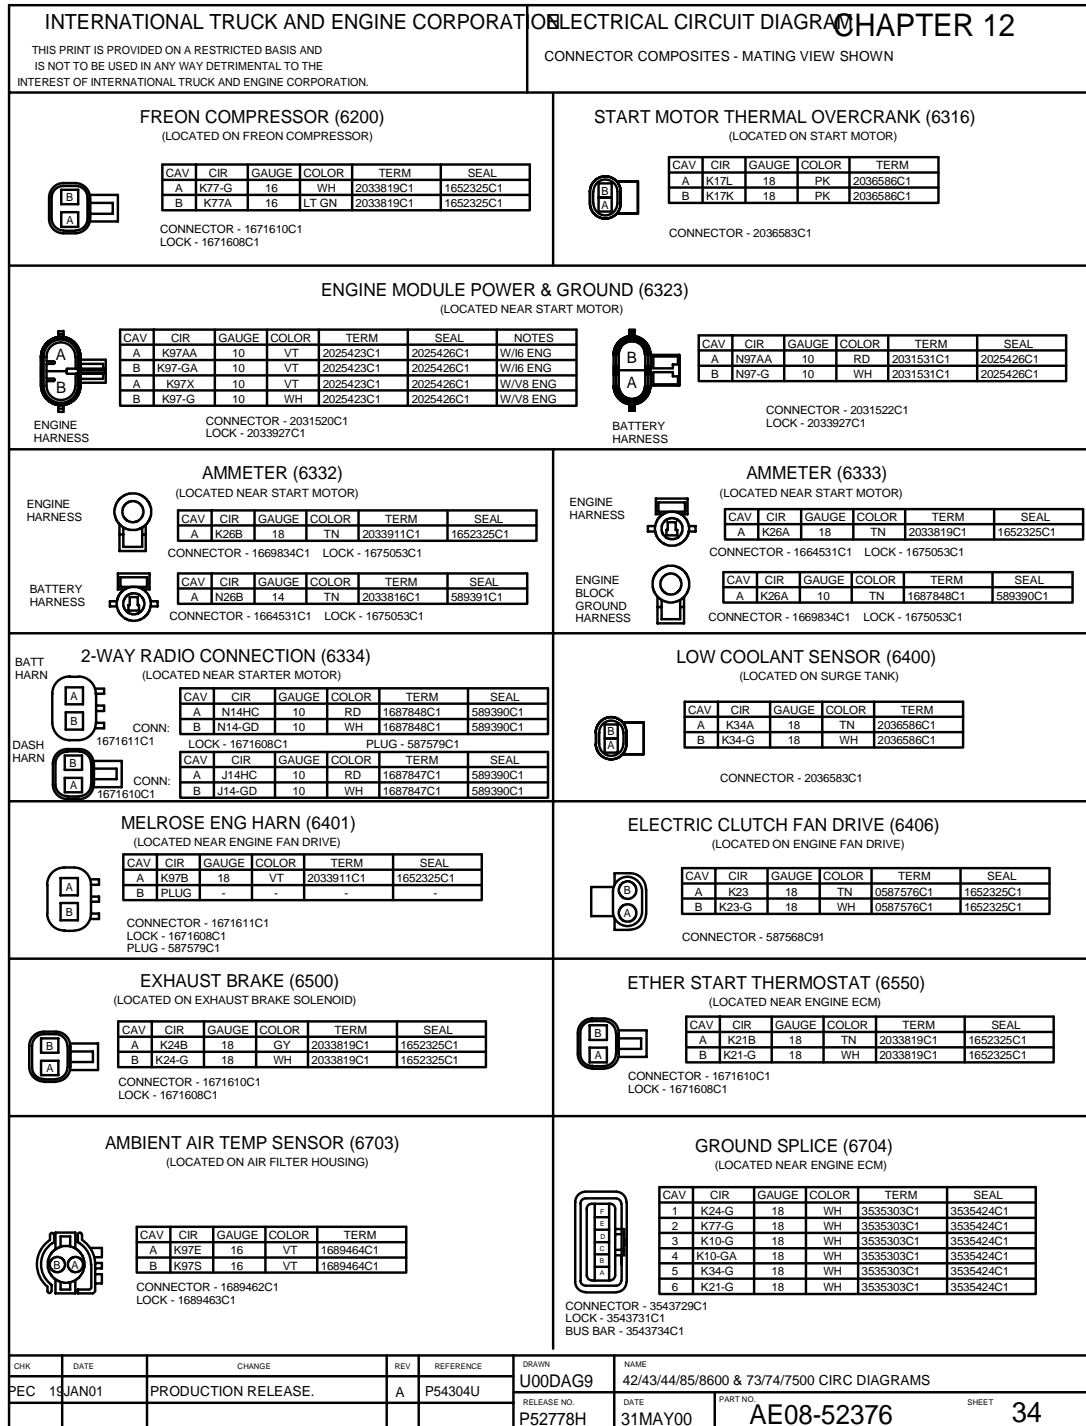 INTERNATIONAL TRUCK AND ENGINE CORPORATION
ELECTRICAL CIRCUIT DIAGRAM
CHAPTER 12
THIS PRINT IS PROVIDED ON A RESTRICTED BASIS AND
IS NOT TO BE USED IN ANY WAY DETRIMENTAL TO THE
INTEREST OF INTERNATIONAL TRUCK AND ENGINE CORPORATION.
CONNECTOR COMPOSITES - MATING VIEW SHOWN
FREON COMPRESSOR (6200)
(LOCATED ON FREON COMPRESSOR)
B
A
CAV CIR GAUGE COLOR TERM SEAL
A K77-G 16 WH 2033819C1 1652325C1
B K77A 16 LT GN 2033819C1 1652325C1
CONNECTOR - 1671610C1
LOCK - 1671608C1
START MOTOR THERMAL OVERCRANK (6316)
(LOCATED ON START MOTOR)
B
A
CAV CIR GAUGE COLOR TERM
A K17L 18 PK 2036586C1
B K17K 18 PK 2036586C1
CONNECTOR - 2036583C1
ENGINE MODULE POWER & GROUND (6323)
(LOCATED NEAR START MOTOR)
A
B
ENGINE
HARNESS
CAV CIR GAUGE COLOR TERM SEAL NOTES
A K97AA 10 VT 2025423C1 2025426C1 W/I6 ENG
B K97-GA 10 VT 2025423C1 2025426C1 W/I6 ENG
A K97X 10 VT 2025423C1 2025426C1 W/V8 ENG
B K97-G 10 WH 2025423C1 2025426C1 W/V8 ENG
CONNECTOR - 2031520C1
LOCK - 2033927C1
B
A
BATTERY
HARNESS
CAV CIR GAUGE COLOR TERM SEAL
A N97AA 10 RD 2031531C1 2025426C1
B N97-G 10 WH 2031531C1 2025426C1
CONNECTOR - 2031522C1
LOCK - 2033927C1
AMMETER (6332)
(LOCATED NEAR START MOTOR)
ENGINE
HARNESS
CAV CIR GAUGE COLOR TERM SEAL
A K26B 18 TN 2033911C1 1652325C1
CONNECTOR - 1669834C1 LOCK - 1675053C1
BATTERY
HARNESS
CAV CIR GAUGE COLOR TERM SEAL
A N26B 14 TN 2033816C1 589391C1
CONNECTOR - 1664531C1 LOCK - 1675053C1
AMMETER (6333)
(LOCATED NEAR START MOTOR)
ENGINE
HARNESS
CAV CIR GAUGE COLOR TERM SEAL
A K26A 18 TN 2033819C1 1652325C1
CONNECTOR - 1664531C1 LOCK - 1675053C1
ENGINE
BLOCK
GROUND
HARNESS
CAV CIR GAUGE COLOR TERM SEAL
A K26A 10 TN 1687848C1 589390C1
CONNECTOR - 1669834C1 LOCK - 1675053C1
2-WAY RADIO CONNECTION (6334)
(LOCATED NEAR STARTER MOTOR)
BATT
HARN
A
B
CONN:
1671611C1
CAV CIR GAUGE COLOR TERM SEAL
A N14HC 10 RD 1687848C1 589390C1
B N14-GD 10 WH 1687848C1 589390C1
LOCK - 1671608C1 PLUG - 587579C1
DASH
HARN
B
A
CONN:
1671610C1
CAV CIR GAUGE COLOR TERM SEAL
A J14HC 10 RD 1687847C1 589390C1
B J14-GD 10 WH 1687847C1 589390C1
LOW COOLANT SENSOR (6400)
(LOCATED ON SURGE TANK)
B
A
CAV CIR GAUGE COLOR TERM
A K34A 18 TN 2036586C1
B K34-G 18 WH 2036586C1
CONNECTOR - 2036583C1
MELROSE ENG HARN (6401)
(LOCATED NEAR ENGINE FAN DRIVE)
A
B
CAV CIR GAUGE COLOR TERM SEAL
A K97B 18 VT 2033911C1 1652325C1
B PLUG - - - -
CONNECTOR - 1671611C1
LOCK - 1671608C1
PLUG - 587579C1
ELECTRIC CLUTCH FAN DRIVE (6406)
(LOCATED ON ENGINE FAN DRIVE)
B
A
CAV CIR GAUGE COLOR TERM SEAL
A K23 18 TN 0587576C1 1652325C1
B K23-G 18 WH 0587576C1 1652325C1
CONNECTOR - 587568C91
EXHAUST BRAKE (6500)
(LOCATED ON EXHAUST BRAKE SOLENOID)
B
A
CAV CIR GAUGE COLOR TERM SEAL
A K24B 18 GY 2033819C1 1652325C1
B K24-G 18 WH 2033819C1 1652325C1
CONNECTOR - 1671610C1
LOCK - 1671608C1
ETHER START THERMOSTAT (6550)
(LOCATED NEAR ENGINE ECM)
B
A
CAV CIR GAUGE COLOR TERM SEAL
A K21B 18 TN 2033819C1 1652325C1
B K21-G 18 WH 2033819C1 1652325C1
CONNECTOR - 1671610C1
LOCK - 1671608C1
AMBIENT AIR TEMP SENSOR (6703)
(LOCATED ON AIR FILTER HOUSING)
B A
CAV CIR GAUGE COLOR TERM
A K97E 16 VT 1689464C1
B K97S 16 VT 1689464C1
CONNECTOR - 1689462C1
LOCK - 1689463C1
GROUND SPLICE (6704)
(LOCATED NEAR ENGINE ECM)
F
E
D
C
B
A
CAV CIR GAUGE COLOR TERM SEAL
1 K24-G 18 WH 3535303C1 3535424C1
2 K77-G 18 WH 3535303C1 3535424C1
3 K10-G 18 WH 3535303C1 3535424C1
4 K10-GA 18 WH 3535303C1 3535424C1
5 K34-G 18 WH 3535303C1 3535424C1
6 K21-G 18 WH 3535303C1 3535424C1
CONNECTOR - 3543729C1
LOCK - 3543731C1
BUS BAR - 3543734C1
CHK DATE CHANGE REV REFERENCE
PEC 19JAN01 PRODUCTION RELEASE. A P54304U
DRAWN
U00DAG9
NAME
42/43/44/85/8600 & 73/74/7500 CIRC DIAGRAMS
RELEASE NO.
P52778H
DATE
31MAY00
PART NO.
AE08-52376
SHEET 34